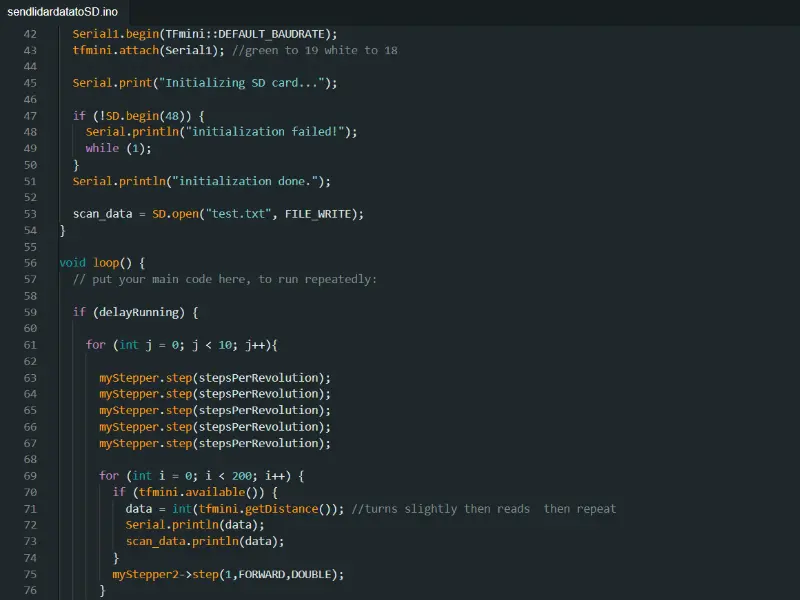 sendlidardatatoSD.ino
42 Serial1.begin(TFmini::DEFAULT_BAUDRATE);
43 tfmini.attach(Serial1); //green to 19 white to 18
44
45 Serial.print("Initializing SD card...");
46
47 if (!SD.begin(48)) {
48 Serial.println("initialization failed!");
49 while (1);
50 }
51 Serial.println("initialization done.");
52
53 scan_data = SD.open("test.txt", FILE_WRITE);
54 }
55
56 void loop() {
57 // put your main code here, to run repeatedly:
58
59 if (delayRunning) {
60
61 for (int j = 0; j < 10; j++){
62
63 myStepper.step(stepsPerRevolution);
64 myStepper.step(stepsPerRevolution);
65 myStepper.step(stepsPerRevolution);
66 myStepper.step(stepsPerRevolution);
67 myStepper.step(stepsPerRevolution);
68
69 for (int i = 0; i < 200; i++) {
70 if (tfmini.available()) {
71 data = int(tfmini.getDistance()); //turns slightly then reads  then repeat
72 Serial.println(data);
73 scan_data.println(data);
74 }
75 myStepper2->step(1,FORWARD,DOUBLE);
76 }